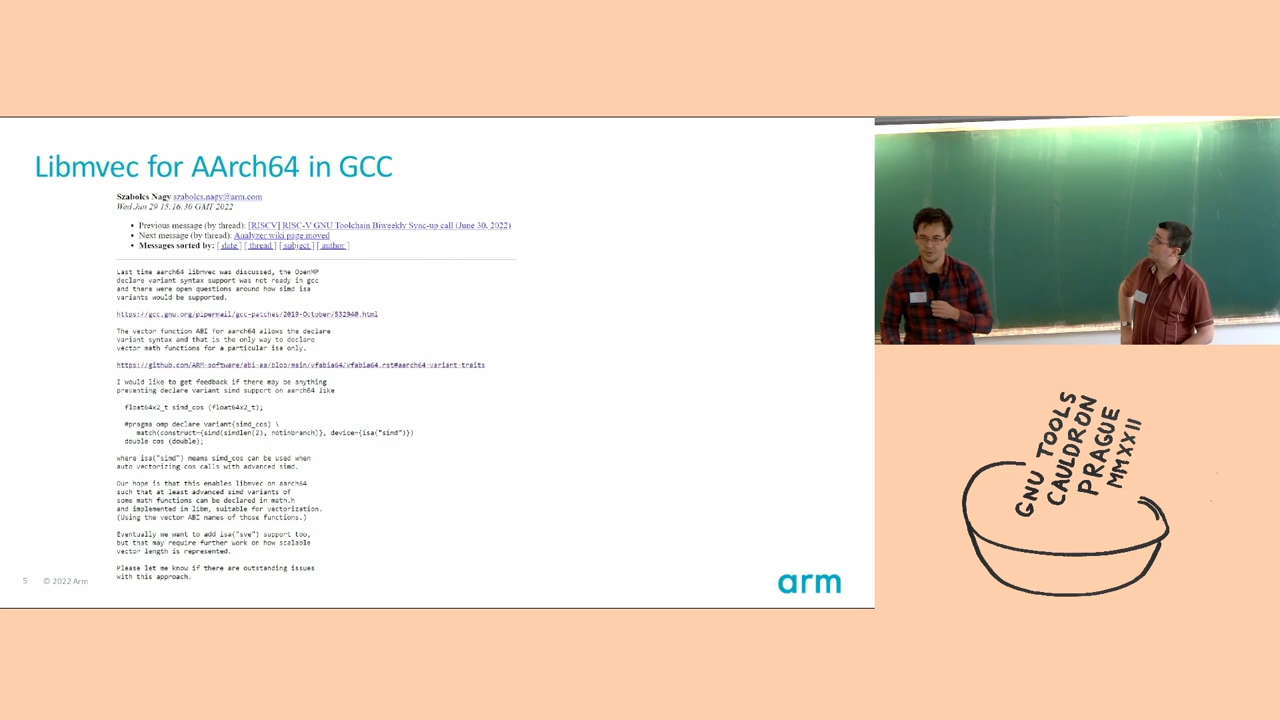 Libmvec for AArch64 in GCC
Szabolcs Nagy szabolcs.nagy@arm.com
Wed Jun 29 15:16:30 GMT 2022
• Previous message (by thread): [RISCV] RISC-V GNU Toolchain Biweekly Sync-up call (June 30, 2022)
• Next message (by thread): Analyzer wiki page moved
• Messages sorted by: [ date ] [ thread ] [ subject ] [ author ]
Last time aarch64 libmvec was discussed, the OpenMP
declare variant syntax support was not ready in gcc
and there were open questions around how simd isa
variants would be supported.
https://gcc.gnu.org/pipermail/gcc-patches/2019-October/532940.html
The vector function ABI for aarch64 allows the declare
variant syntax and that is the only way to declare
vector math functions for a particular isa only.
https://github.com/ARM-software/abi-aa/blob/main/vfabia64/vfabia64.rst#aarch64-variant-traits
I would like to get feedback if there may be anything
preventing declare variant simd support on aarch64 like
float64x2_t simd_cos (float64x2_t);
#pragma omp declare variant(simd_cos) \
match(construct={simd(simdlen(2), notinbranch)}, device={isa("simd")})
double cos (double);
where isa("simd") means simd_cos can be used when
auto vectorizing cos calls with advanced simd.
Our hope is that this enables libmvec on aarch64
such that at least advanced simd variants of
some math functions can be declared in math.h
and implemented in libm, suitable for vectorization.
(Using the vector ABI names of those functions.)
Eventually we want to add isa("sve") support too,
but that may require further work on how scalable
vector length is represented.
Please let me know if there are outstanding issues
with this approach.
5 © 2022 Arm
arm
GNU TOOLS
CAULDRON
PRAGUE
MMXXII